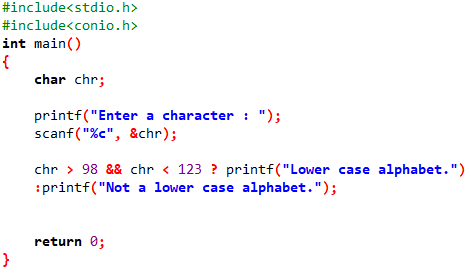 #include<stdio.h>
#include<conio.h>
int main()
{
char chr;
printf("Enter a character : ");
scanf("%c", &chr);
chr > 98 && chr < 123 ? printf("Lower case alphabet.")
:printf("Not a lower case alphabet.");
return 0;
}